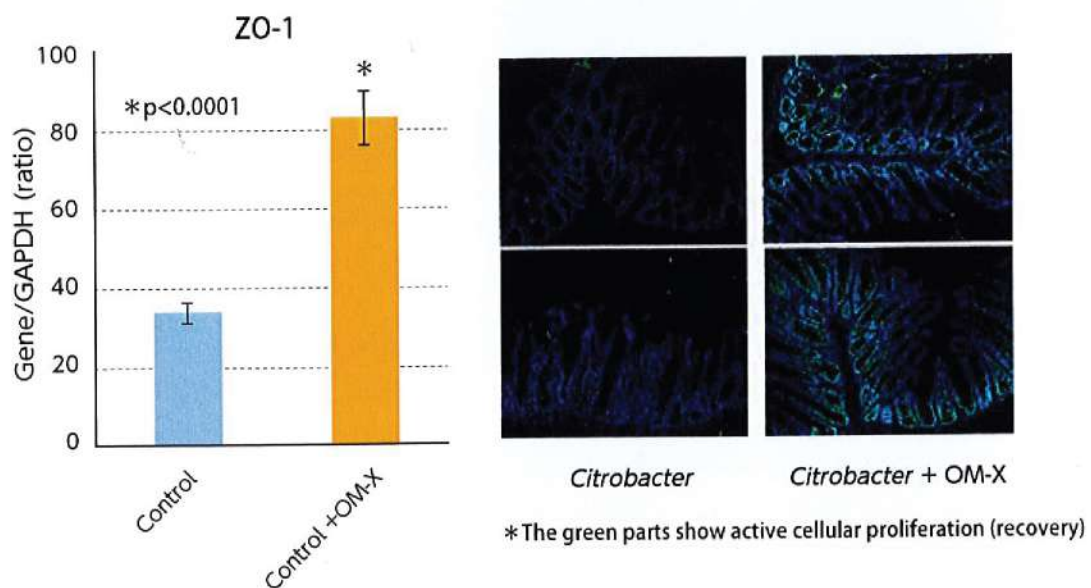 ZO-1
100
80
60
40
20
0
Gene/GAPDH (ratio)
*p<0.0001
*
Control
Control +OM-X
Citrobacter
Citrobacter + OM-X
*The green parts show active cellular proliferation (recovery)